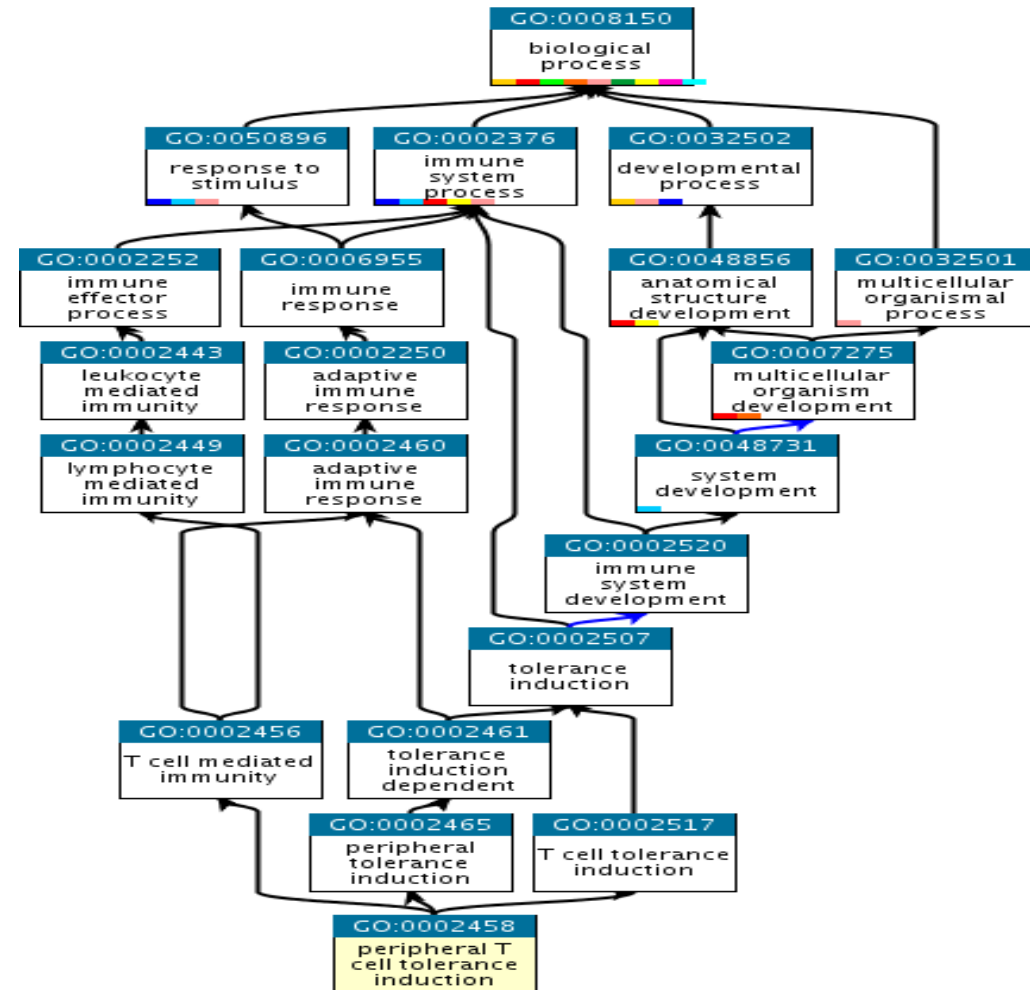 GO:0008150
biological
process
GO:0050896
response to
stimulus
GO:0002376
immune
system
process
GO:0032502
developmental
process
GO:0002252
immune
effector
process
GO:0006955
immune
response
GO:0048856
anatomical
structure
development
GO:0032501
multicellular
organismal
process
GO:0002443
leukocyte
mediated
immunity
GO:0002250
adaptive
immune
response
GO:0007275
multicellular
organism
development
GO:0002449
lymphocyte
mediated
immunity
GO:0002460
adaptive
immune
response
GO:0048731
system
development
GO:0002520
immune
system
development
GO:0002507
tolerance
induction
GO:0002456
T cell mediated
immunity
GO:0002461
tolerance
induction
dependent
GO:0002465
peripheral
tolerance
induction
GO:0002517
T cell tolerance
induction
GO:0002458
peripheral T
cell tolerance
induction